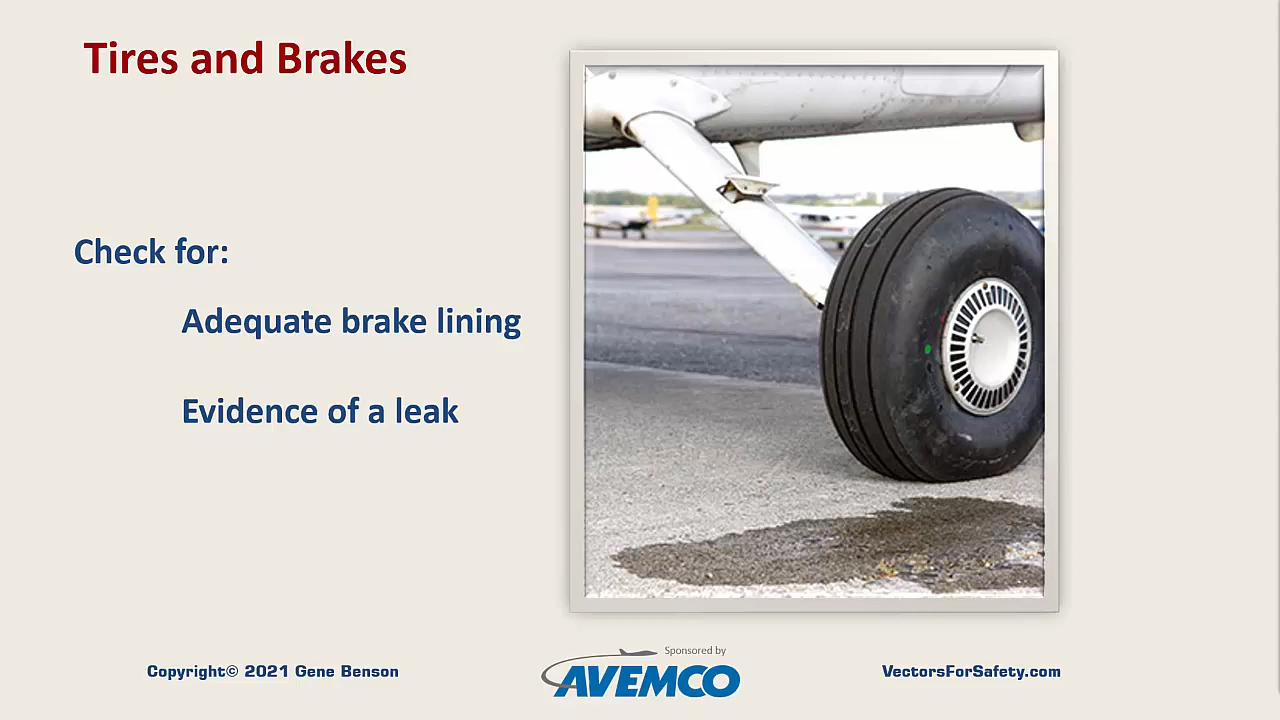 Tires and Brakes
Check for:
Adequate brake lining
Evidence of a leak
Copyright© 2021 Gene Benson
Sponsored by
AVEMCO
VectorsForSafety.com